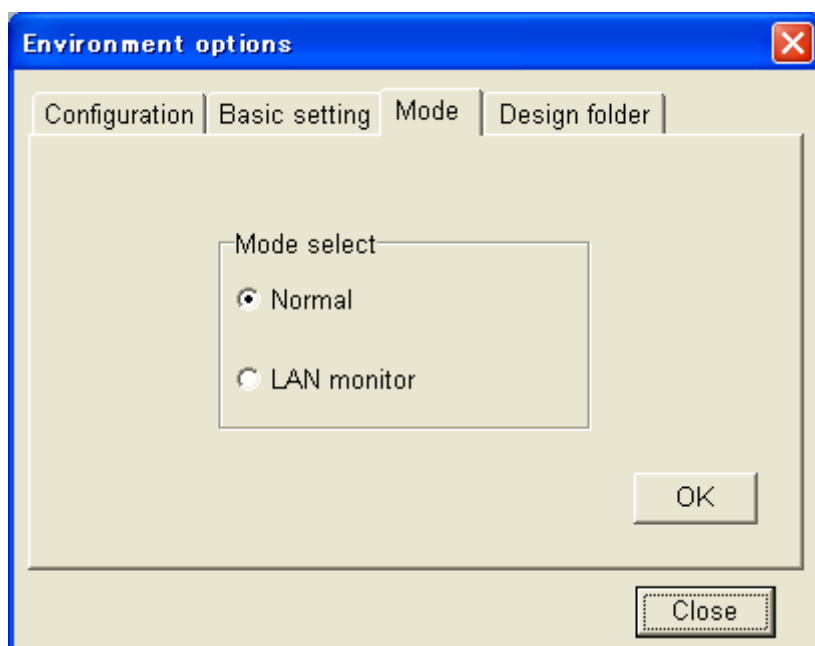 Environment options
Configuration Basic setting Mode Design folder
Mode select
Normal
LAN monitor
OK
Close